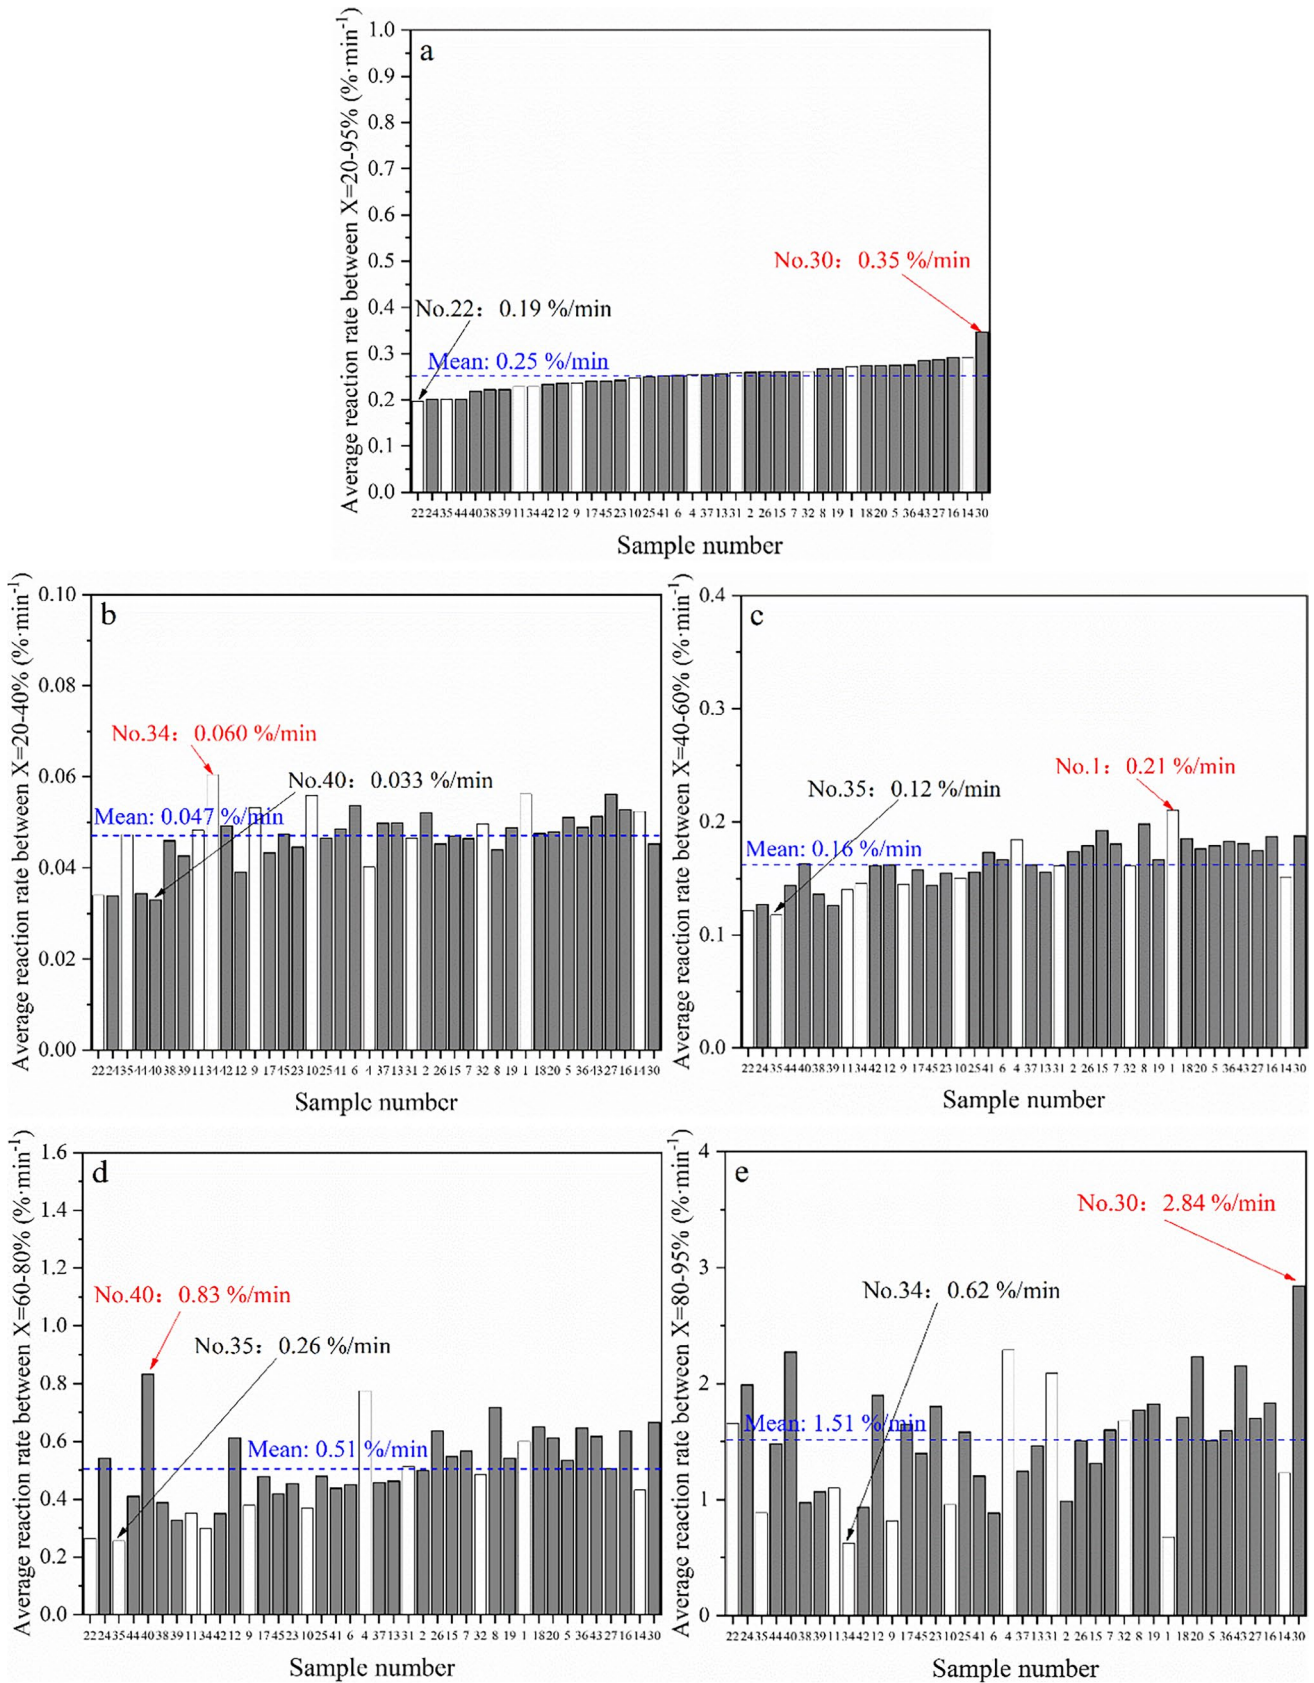 a
Average reaction rate between X=20-95% (%·min⁻¹)
1.0
0.9
0.8
0.7
0.6
0.5
0.4
0.3
0.2
0.1
0.0
No.30: 0.35 %/min
No.22: 0.19 %/min
Mean: 0.25 %/min
22 24 35 44 40 38 39 11 34 42 12 9 17 45 23 10 25 41 6 4 37 13 31 2 26 15 7 32 8 19 1 18 20 5 36 43 27 16 14 30
Sample number
b
Average reaction rate between X=20-40% (%·min⁻¹)
0.10
0.08
0.06
0.04
0.02
0.00
No.34: 0.060 %/min
No.40: 0.033 %/min
Mean: 0.047 %/min
22 24 35 44 40 38 39 11 34 42 12 9 17 45 23 10 25 41 6 4 37 13 31 2 26 15 7 32 8 19 1 18 20 5 36 43 27 16 14 30
Sample number
c
Average reaction rate between X=40-60% (%·min⁻¹)
0.4
0.3
0.2
0.1
0.0
No.1: 0.21 %/min
No.35: 0.12 %/min
Mean: 0.16 %/min
22 24 35 44 40 38 39 11 34 42 12 9 17 45 23 10 25 41 6 4 37 13 31 2 26 15 7 32 8 19 1 18 20 5 36 43 27 16 14 30
Sample number
d
Average reaction rate between X=60-80% (%·min⁻¹)
1.6
1.4
1.2
1.0
0.8
0.6
0.4
0.2
0.0
No.40: 0.83 %/min
No.35: 0.26 %/min
Mean: 0.51 %/min
22 24 35 44 40 38 39 11 34 42 12 9 17 45 23 10 25 41 6 4 37 13 31 2 26 15 7 32 8 19 1 18 20 5 36 43 27 16 14 30
Sample number
e
Average reaction rate between X=80-95% (%·min⁻¹)
4
3
2
1
0
No.30: 2.84 %/min
No.34: 0.62 %/min
Mean: 1.51 %/min
22 24 35 44 40 38 39 11 34 42 12 9 17 45 23 10 25 41 6 4 37 13 31 2 26 15 7 32 8 19 1 18 20 5 36 43 27 16 14 30
Sample number